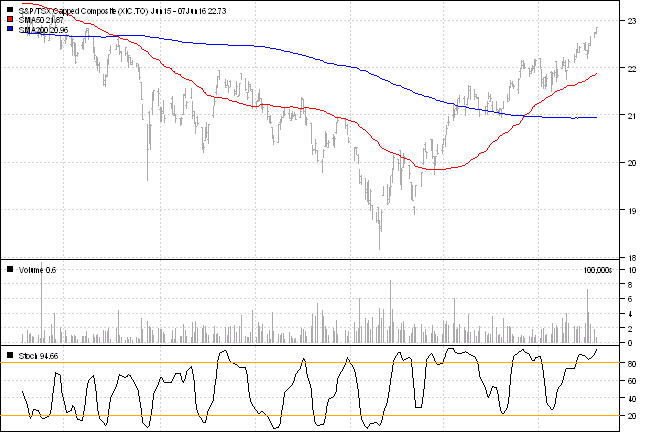 S&P/TSX Capped Composite (XIC.TO) Jun 15 - 07Jun16 22.73
SMA50 21.87
SMA200 20.96
23
22
21
20
19
18
Volume 0.6
100,000s
10
8
6
4
2
0
Stoch 94.66
80
60
40
20